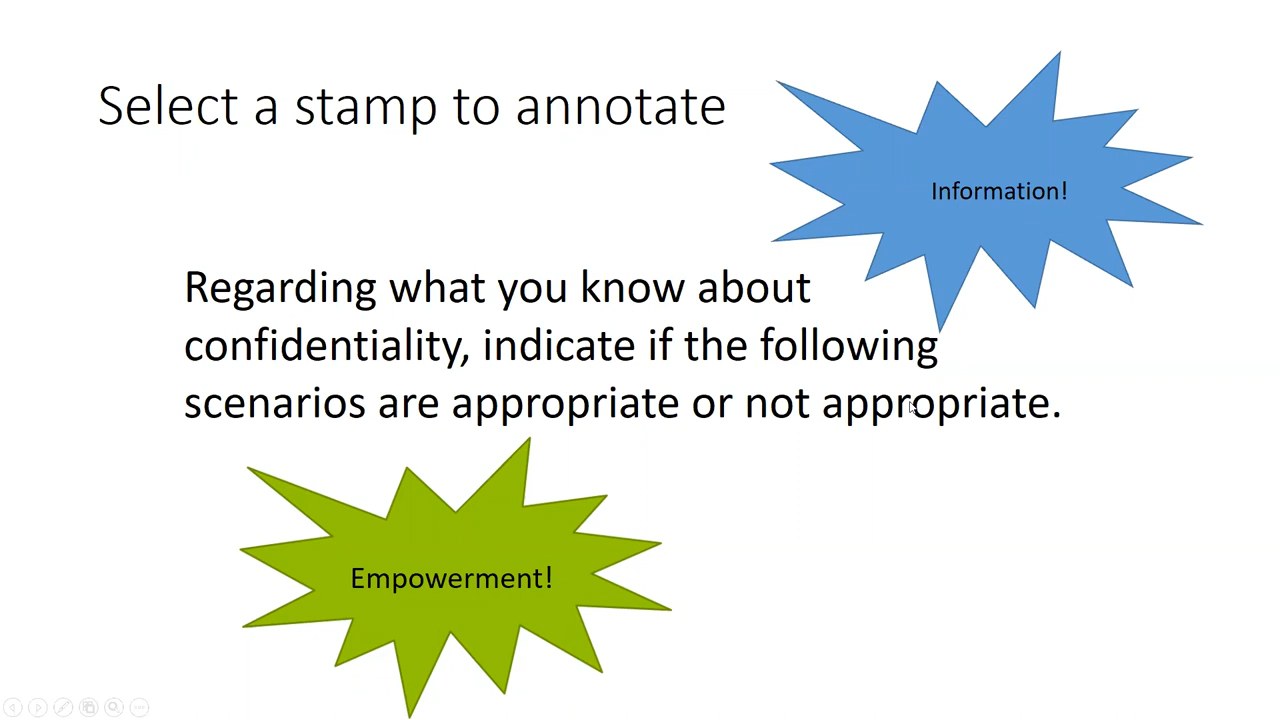 Select a stamp to annotate
Information!
Regarding what you know about
confidentiality, indicate if the following
scenarios are appropriate or not appropriate.
Empowerment!